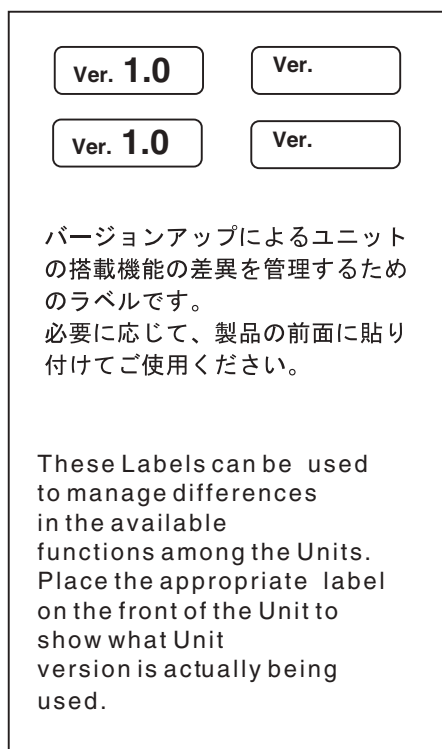 Ver. 1.0 Ver.
Ver. 1.0 Ver.
バージョンアップによるユニット
の搭載機能の差異を管理するため
のラベルです。
必要に応じて、製品の前面に貼り
付けてご使用ください。
These Labels can be used
to manage differences
in the available
functions among the Units.
Place the appropriate label
on the front of the Unit to
show what Unit
version is actually being
used.